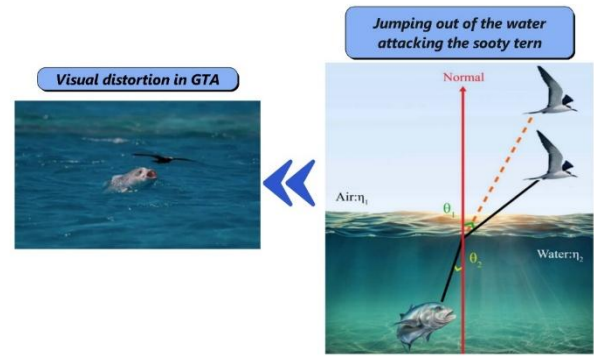 Visual distortion in GTA
Jumping out of the water
attacking the sooty tern
Normal
Air:η₁
θ₁
θ₂
Water:η₂